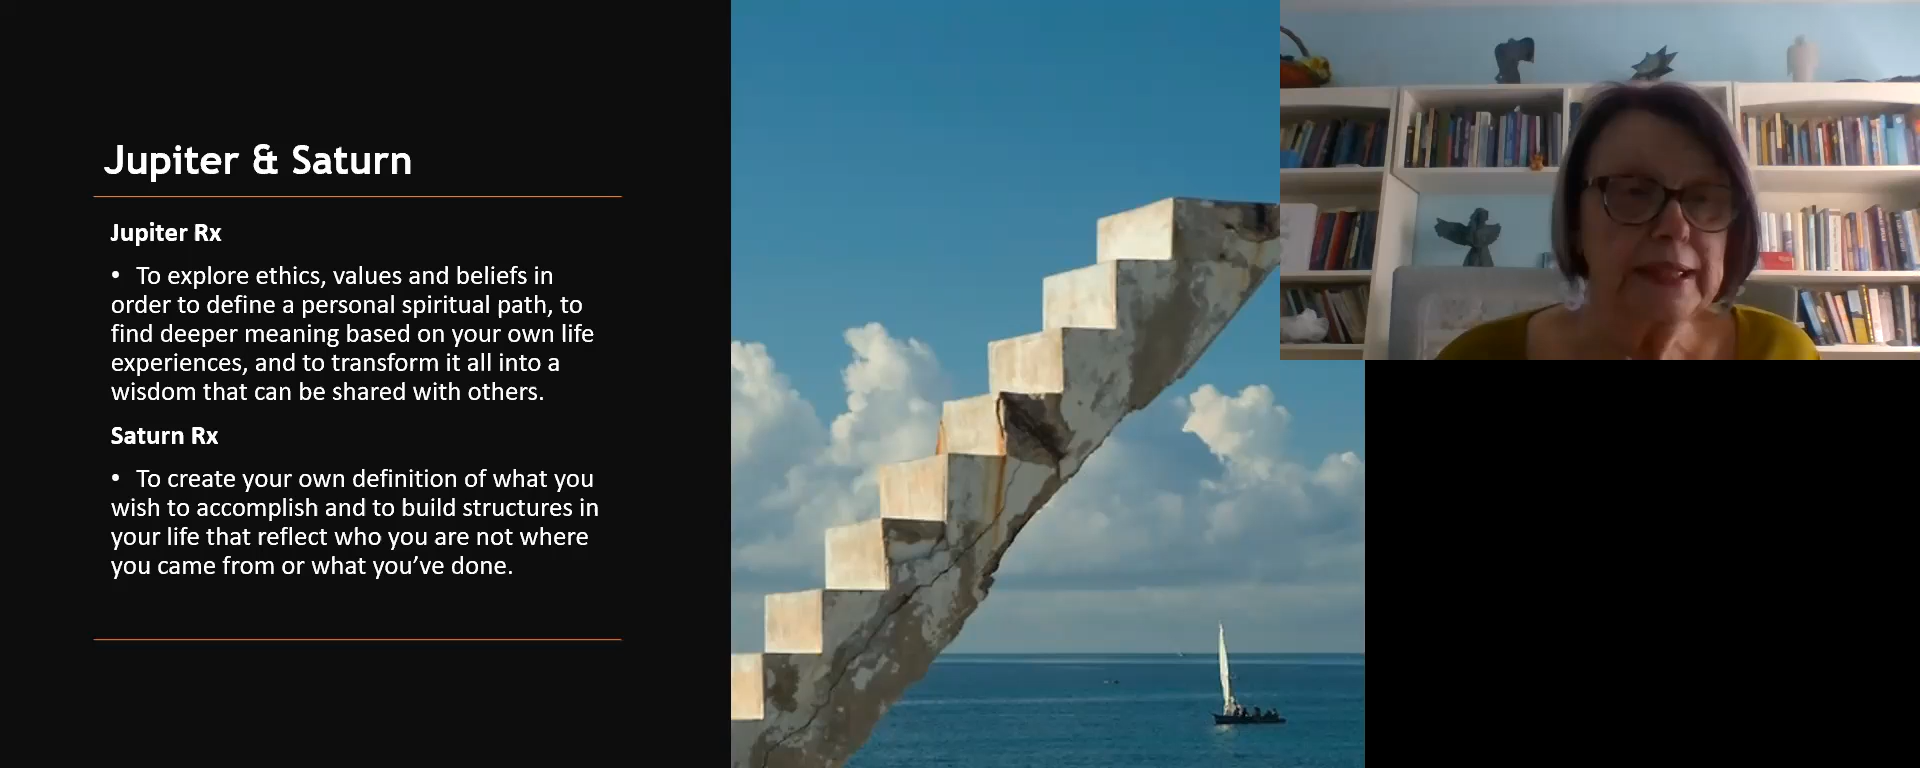 Jupiter & Saturn
Jupiter Rx
• To explore ethics, values and beliefs in
order to define a personal spiritual path, to
find deeper meaning based on your own life
experiences, and to transform it all into a
wisdom that can be shared with others.
Saturn Rx
• To create your own definition of what you
wish to accomplish and to build structures in
your life that reflect who you are not where
you came from or what you’ve done.